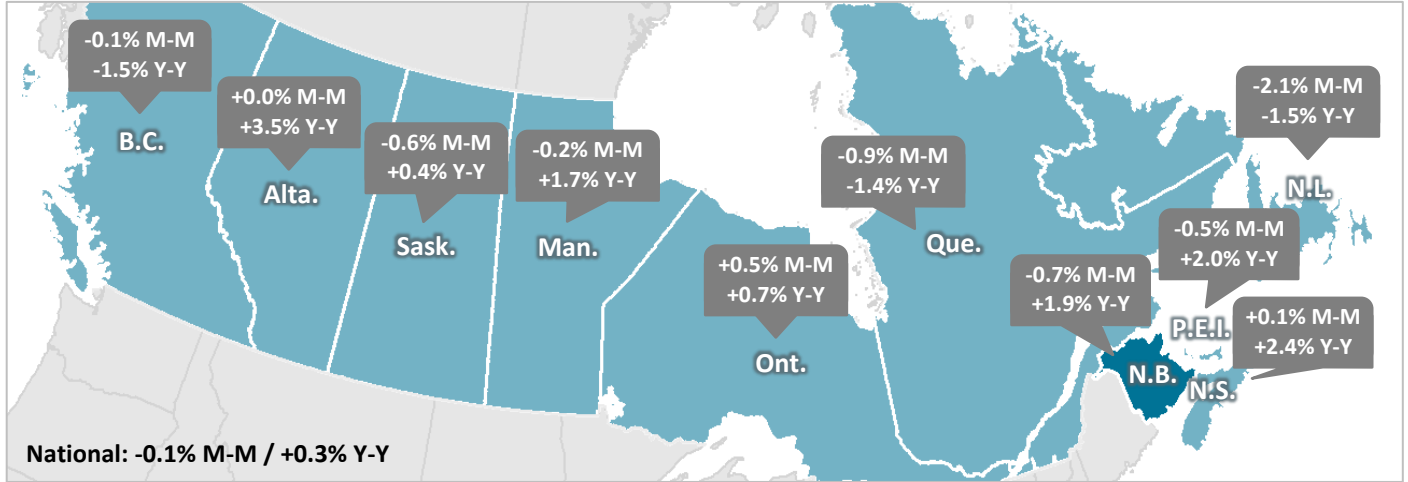 -0.1% M-M
-1.5% Y-Y
B.C.
+0.0% M-M
+3.5% Y-Y
Alta.
-0.6% M-M
+0.4% Y-Y
Sask.
-0.2% M-M
+1.7% Y-Y
Man.
+0.5% M-M
+0.7% Y-Y
Ont.
-0.9% M-M
-1.4% Y-Y
Que.
-2.1% M-M
-1.5% Y-Y
N.L.
-0.5% M-M
+2.0% Y-Y
P.E.I.
-0.7% M-M
+1.9% Y-Y
N.B.
+0.1% M-M
+2.4% Y-Y
N.S.
National: -0.1% M-M / +0.3% Y-Y